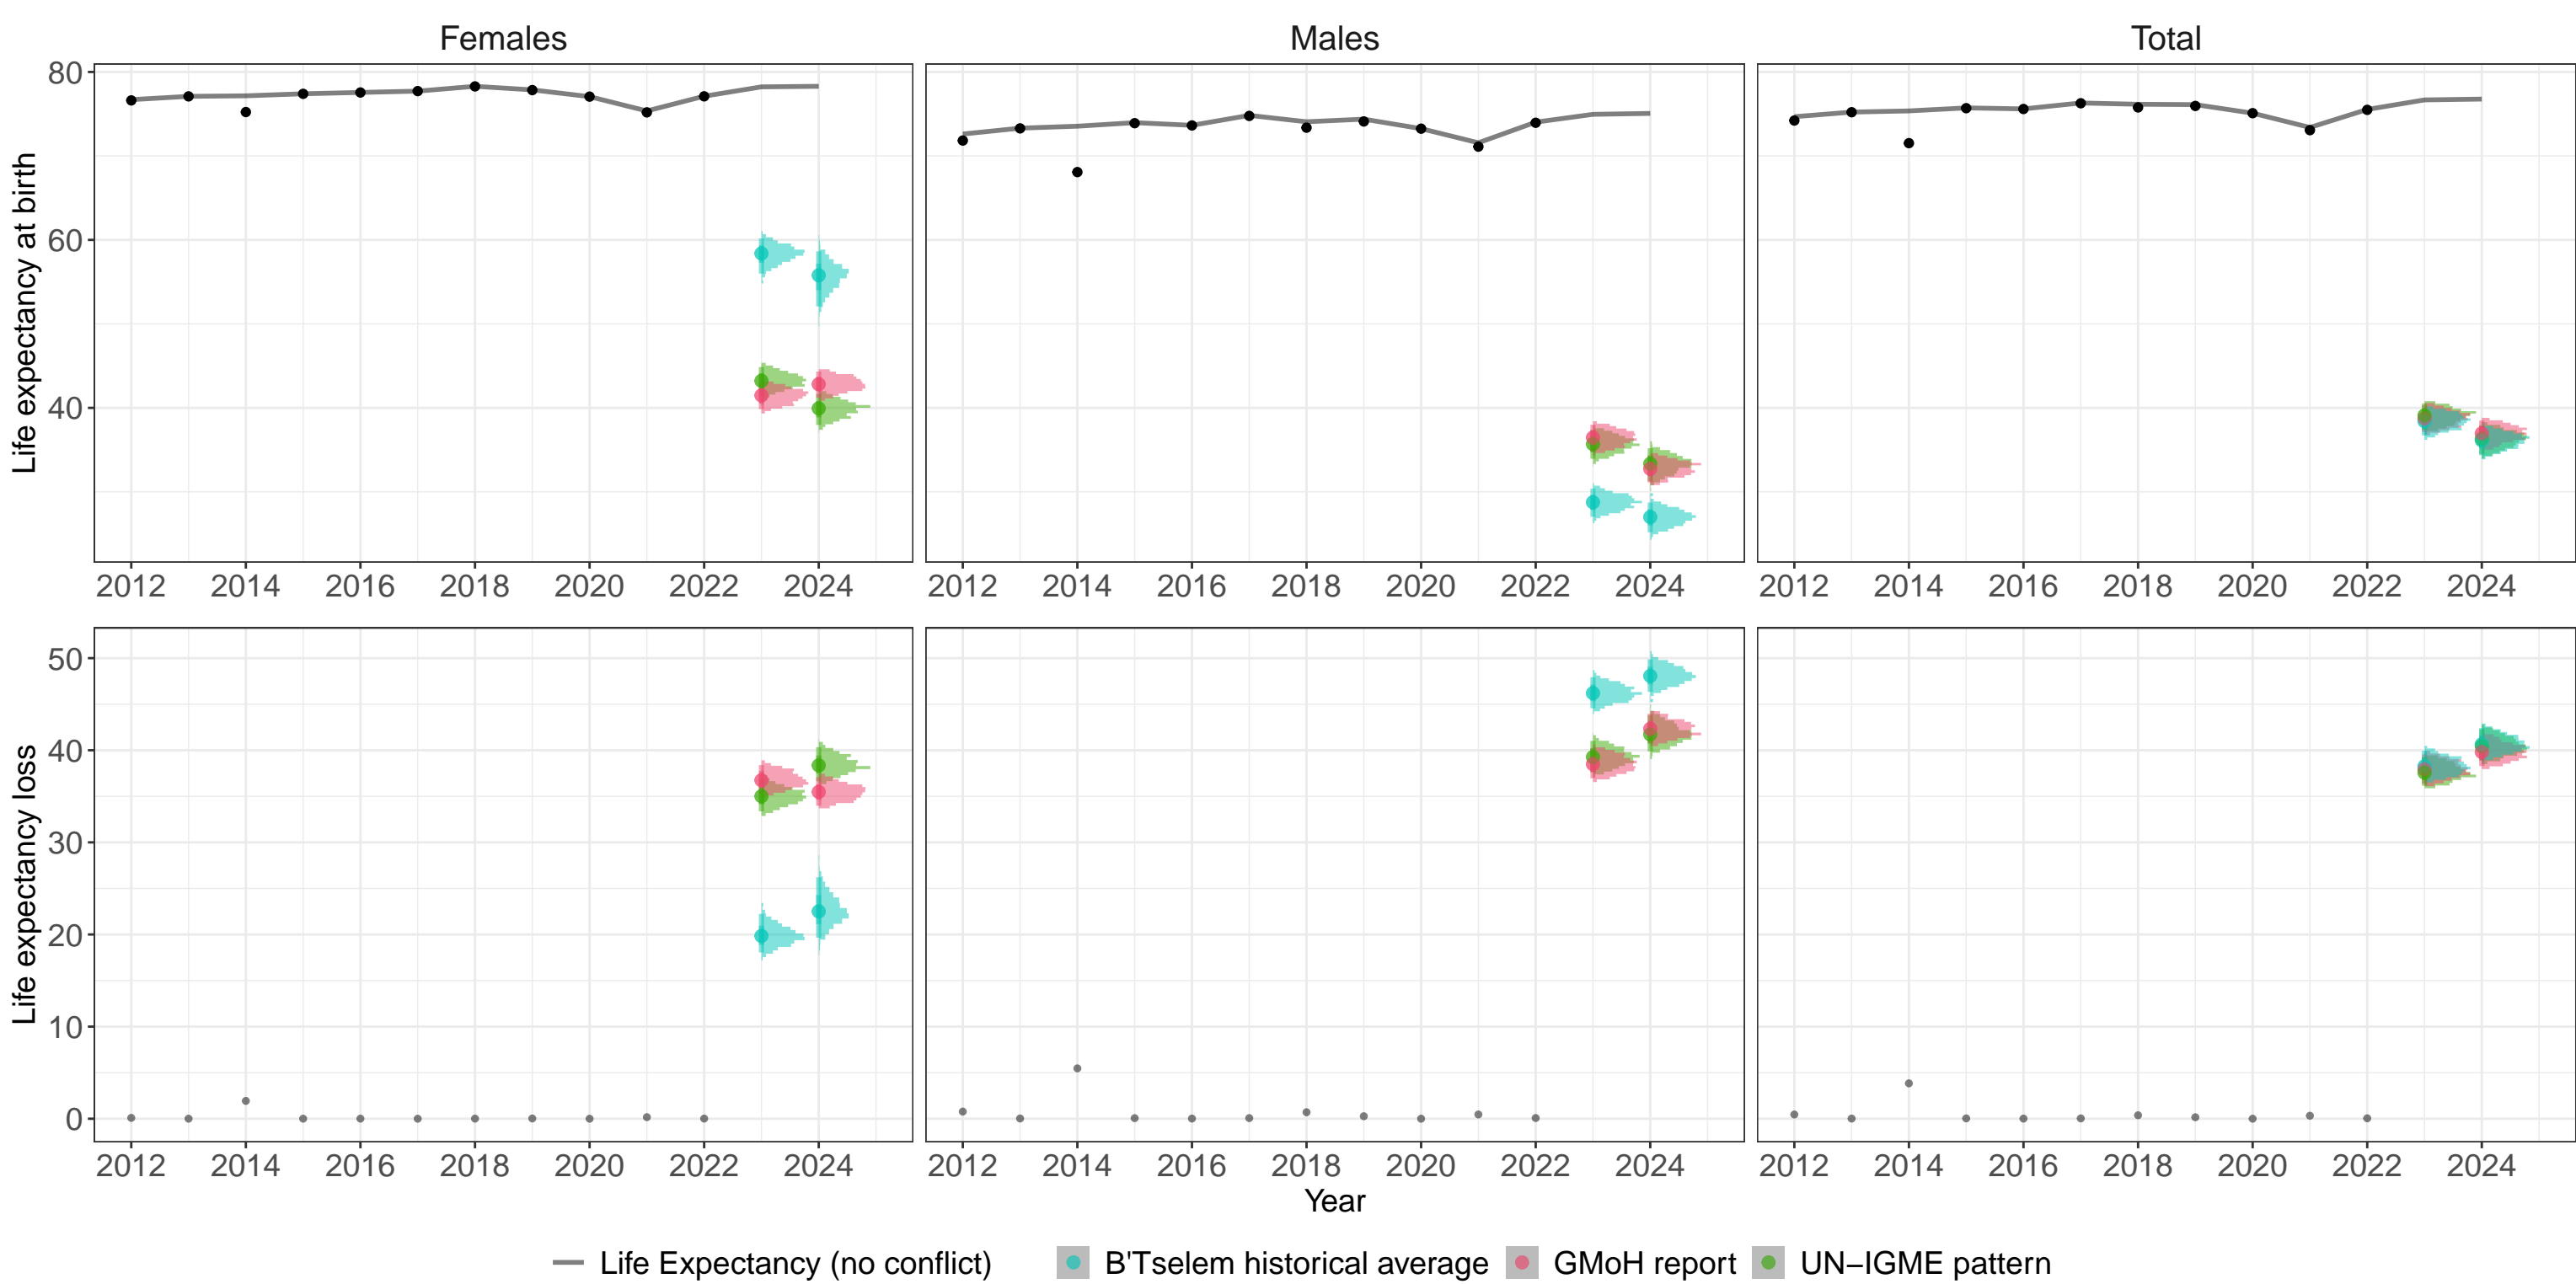 Females Males Total
Life expectancy at birth
80
60
40
2012 2014 2016 2018 2020 2022 2024 2012 2014 2016 2018 2020 2022 2024 2012 2014 2016 2018 2020 2022 2024
Life expectancy loss
50
40
30
20
10
0
2012 2014 2016 2018 2020 2022 2024 2012 2014 2016 2018 2020 2022 2024 2012 2014 2016 2018 2020 2022 2024
Year
Life Expectancy (no conflict) B'Tselem historical average GMoH report UN−IGME pattern